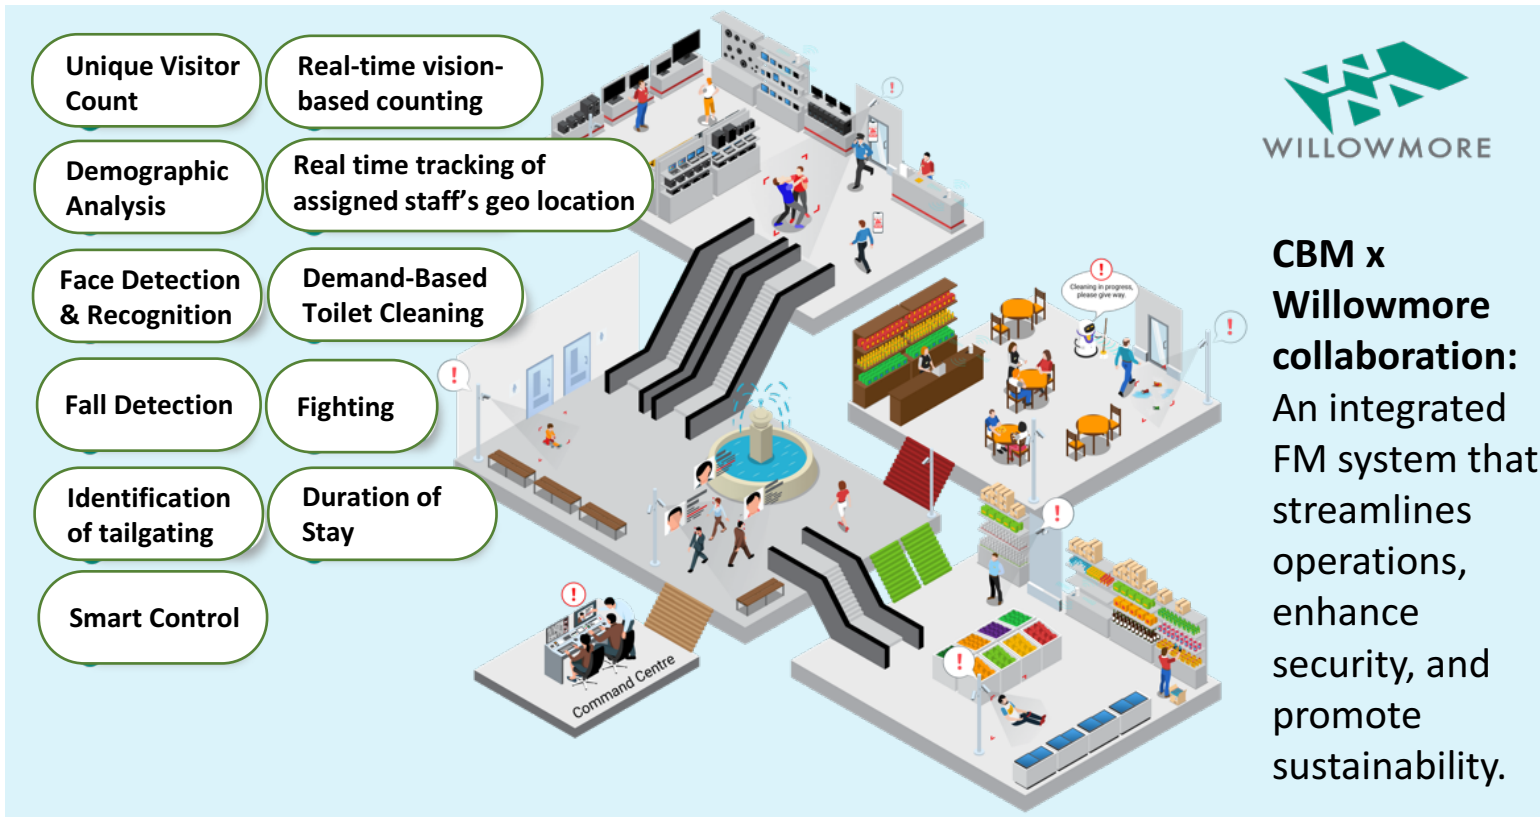 Unique Visitor
Count
Real-time vision-
based counting
Demographic
Analysis
Real time tracking of
assigned staff's geo location
Face Detection
& Recognition
Demand-Based
Toilet Cleaning
Fall Detection
Fighting
Identification
of tailgating
Duration of
Stay
Smart Control
!
!
Cleaning in progress,
please give way.
!
!
!
!
!
Command Centre
WILLOWMORE
CBM x
Willowmore
collaboration:
An integrated
FM system that
streamlines
operations,
enhance
security, and
promote
sustainability.